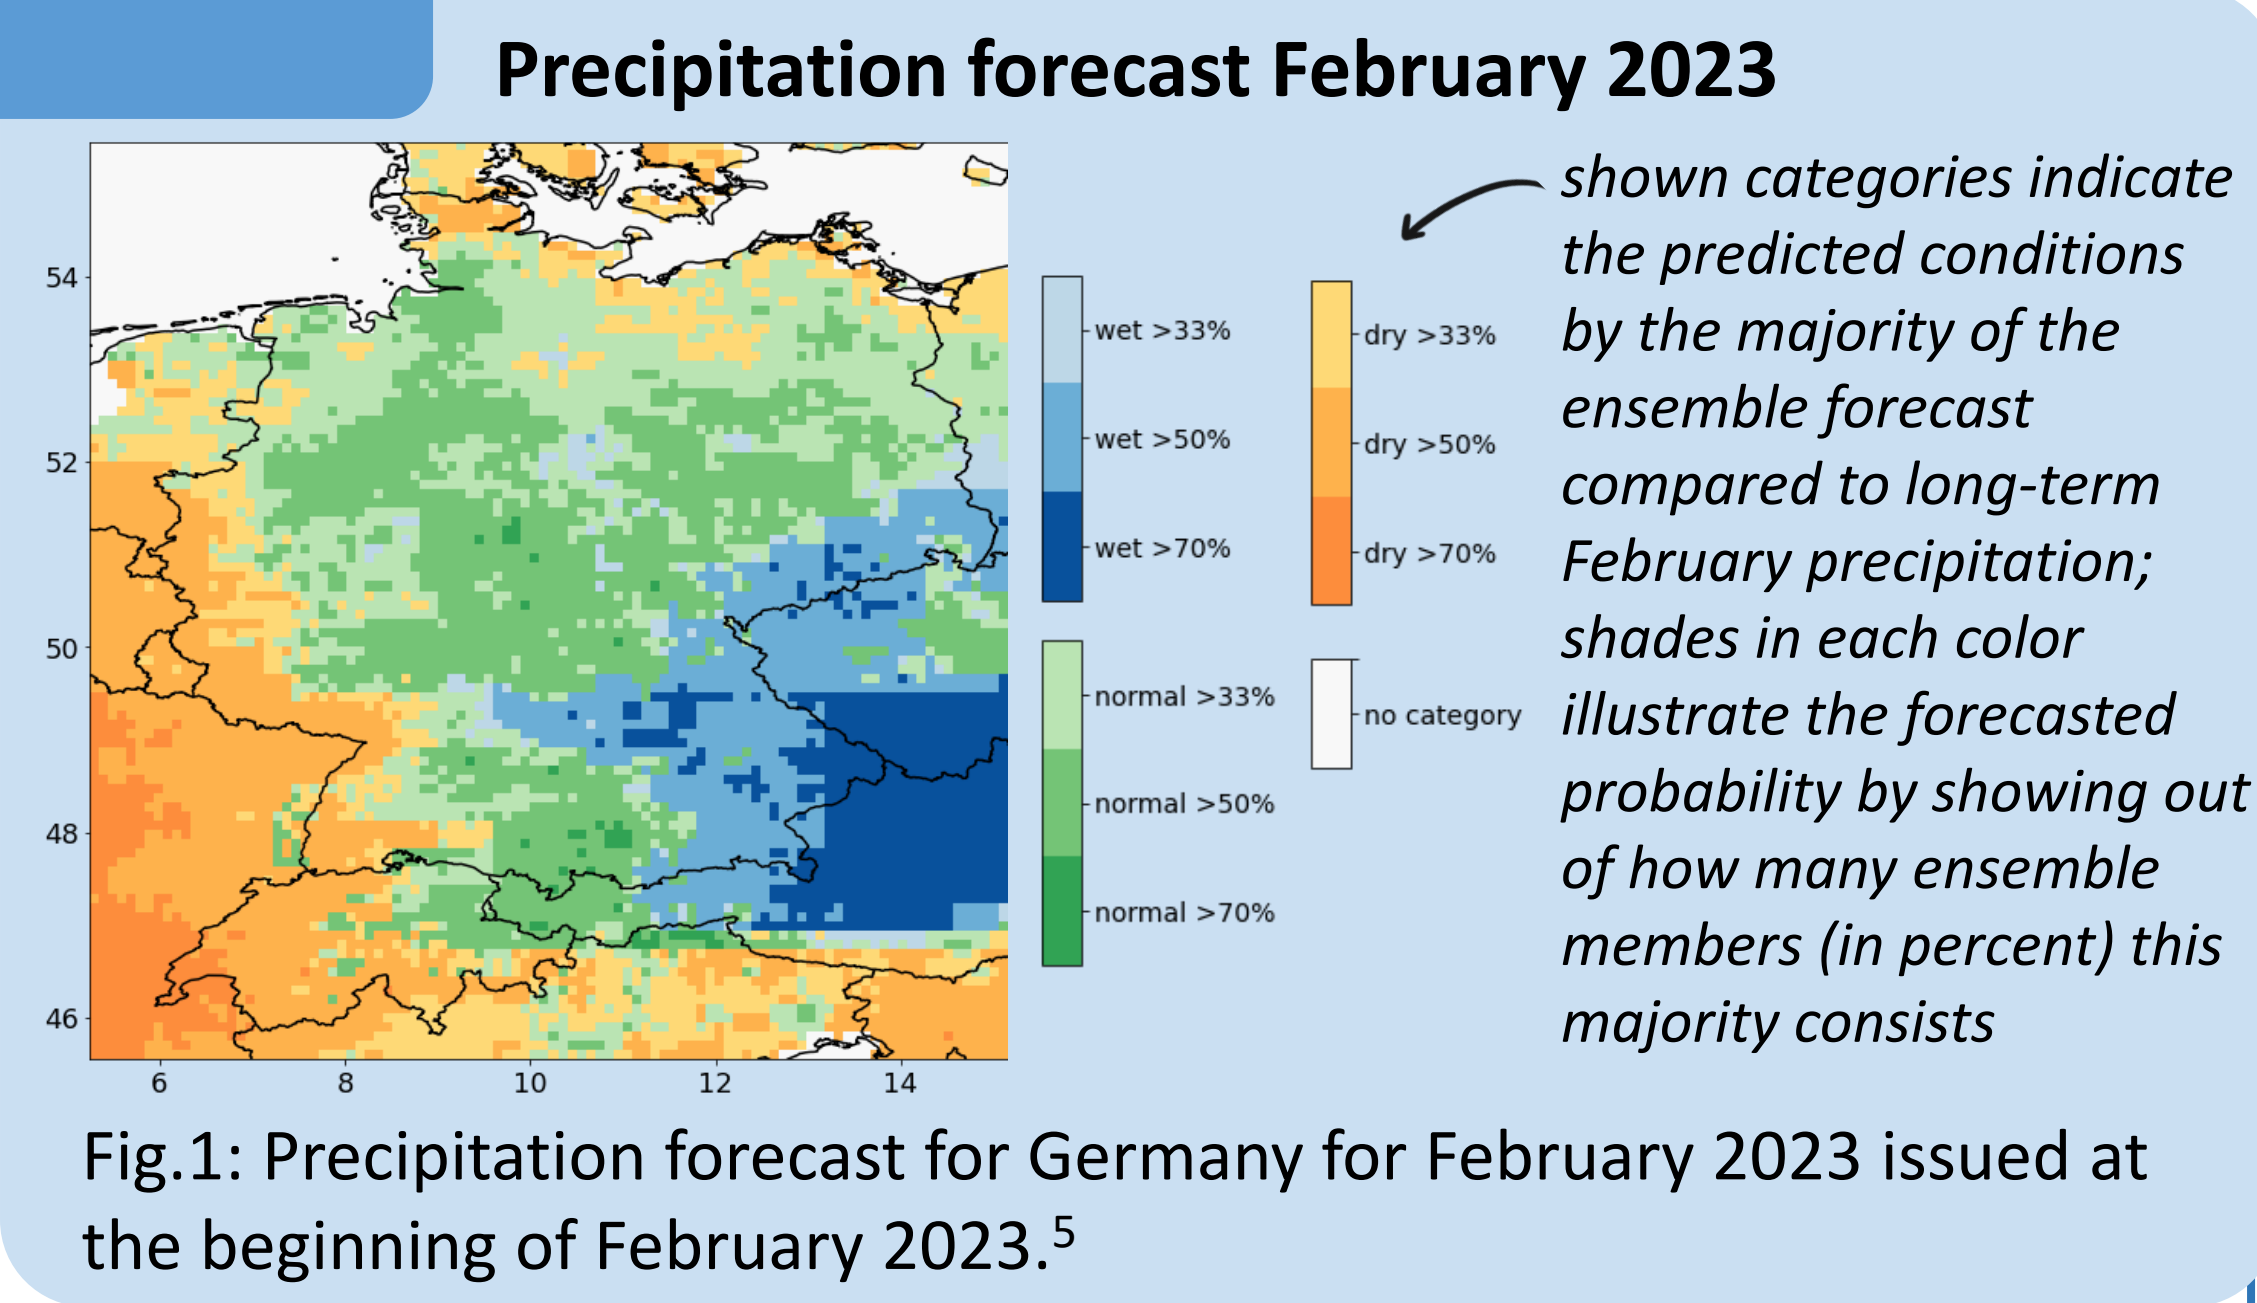 Precipitation forecast February 2023
54
52
50
48
46
6 8 10 12 14
wet >33%
wet >50%
wet >70%
normal >33%
normal >50%
normal >70%
dry >33%
dry >50%
dry >70%
no category
shown categories indicate
the predicted conditions
by the majority of the
ensemble forecast
compared to long-term
February precipitation;
shades in each color
illustrate the forecasted
probability by showing out
of how many ensemble
members (in percent) this
majority consists
Fig.1: Precipitation forecast for Germany for February 2023 issued at
the beginning of February 2023.⁵